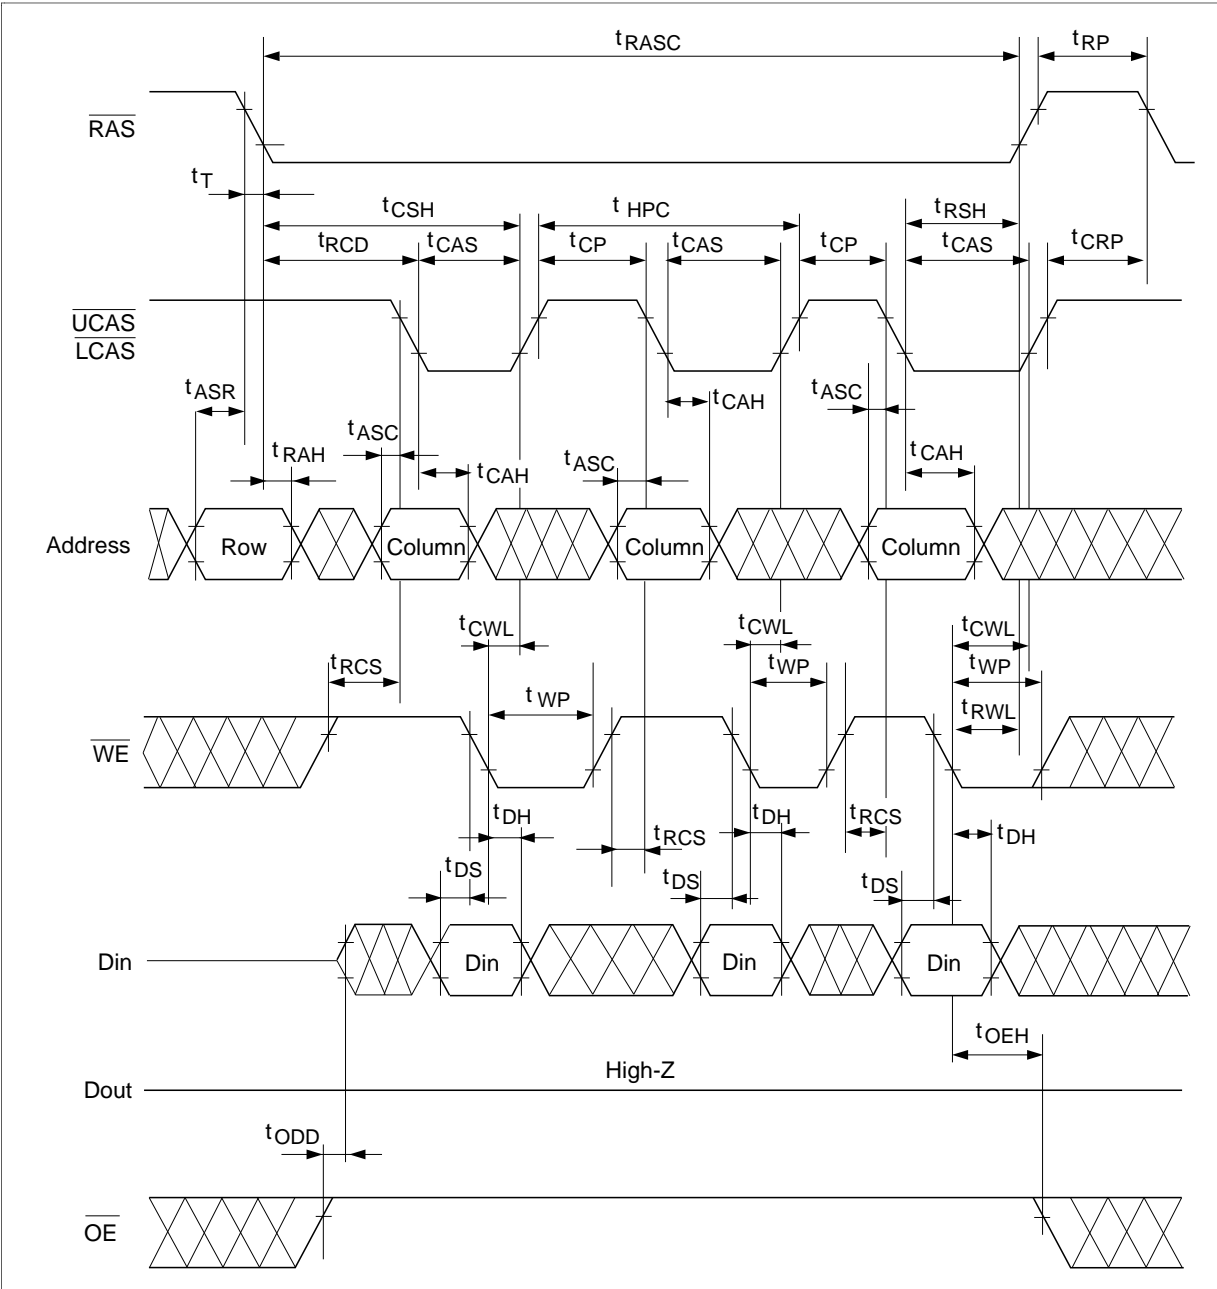 tRASC
tRP
RAS
tT
tCSH
t HPC
tRSH
tRCD
tCAS
tCP
tCAS
tCP
tCAS
tCRP
UCAS
LCAS
tASR
tCAH
tASC
tASC
tRAH
tCAH
tASC
tCAH
Address
Row
Column
Column
Column
tCWL
tCWL
tCWL
tRCS
t WP
tWP
tWP
tRWL
WE
tDH
tRCS
tDH
tRCS
tDH
tDS
tDS
tDS
Din
Din
Din
Din
tOEH
High-Z
Dout
tODD
OE